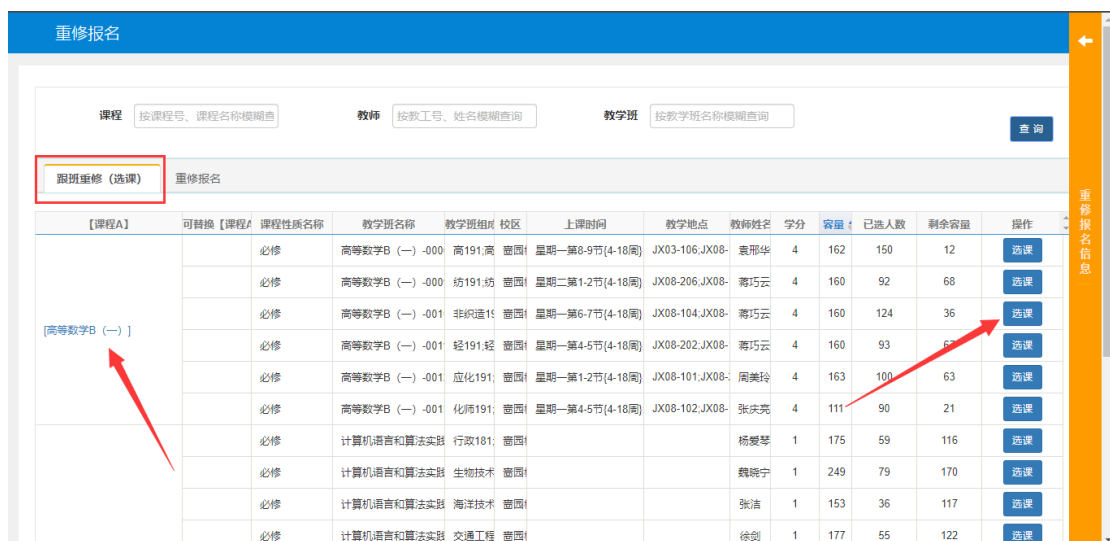 重修报名
课程 按课程号、课程名称模糊查 教师 按教工号、姓名模糊查询 教学班 按教学班名称模糊查询
查 询
跟班重修（选课） 重修报名
重修报名信息
【课程A】 可替换【课程A 课程性质名称 教学班名称 教学班组成 校区 上课时间 教学地点 教师姓名 学分 容量 已选人数 剩余容量 操作
必修 高等数学B（一）-000 高191;高 啬园 星期一第8-9节{4-18周} JX03-106;JX08- 袁邢华 4 162 150 12 选课
必修 高等数学B（一）-000 纺191;纺 啬园 星期二第1-2节{4-18周} JX08-206;JX08- 蒋巧云 4 160 92 68 选课
必修 高等数学B（一）-001 非织造19 啬园 星期一第6-7节{4-18周} JX08-104;JX08- 蒋巧云 4 160 124 36 选课
[高等数学B（一）]
必修 高等数学B（一）-001 轻191;轻 啬园 星期一第4-5节{4-18周} JX08-202;JX08- 蒋巧云 4 160 93 选课
必修 高等数学B（一）-001 应化191; 啬园 星期一第1-2节{4-18周} JX08-101;JX08- 周美玲 4 163 100 63 选课
必修 高等数学B（一）-001 化师191; 啬园 星期一第4-5节{4-18周} JX08-102;JX08- 张庆亮 4 111 90 21 选课
必修 计算机语言和算法实践 行政181; 啬园 杨爱琴 1 175 59 116 选课
必修 计算机语言和算法实践 生物技术 啬园 魏晓宁 1 249 79 170 选课
必修 计算机语言和算法实践 海洋技术 啬园 张洁 1 153 36 117 选课
必修 计算机语言和算法实践 交通工程 啬园 徐剑 1 177 55 122 选课